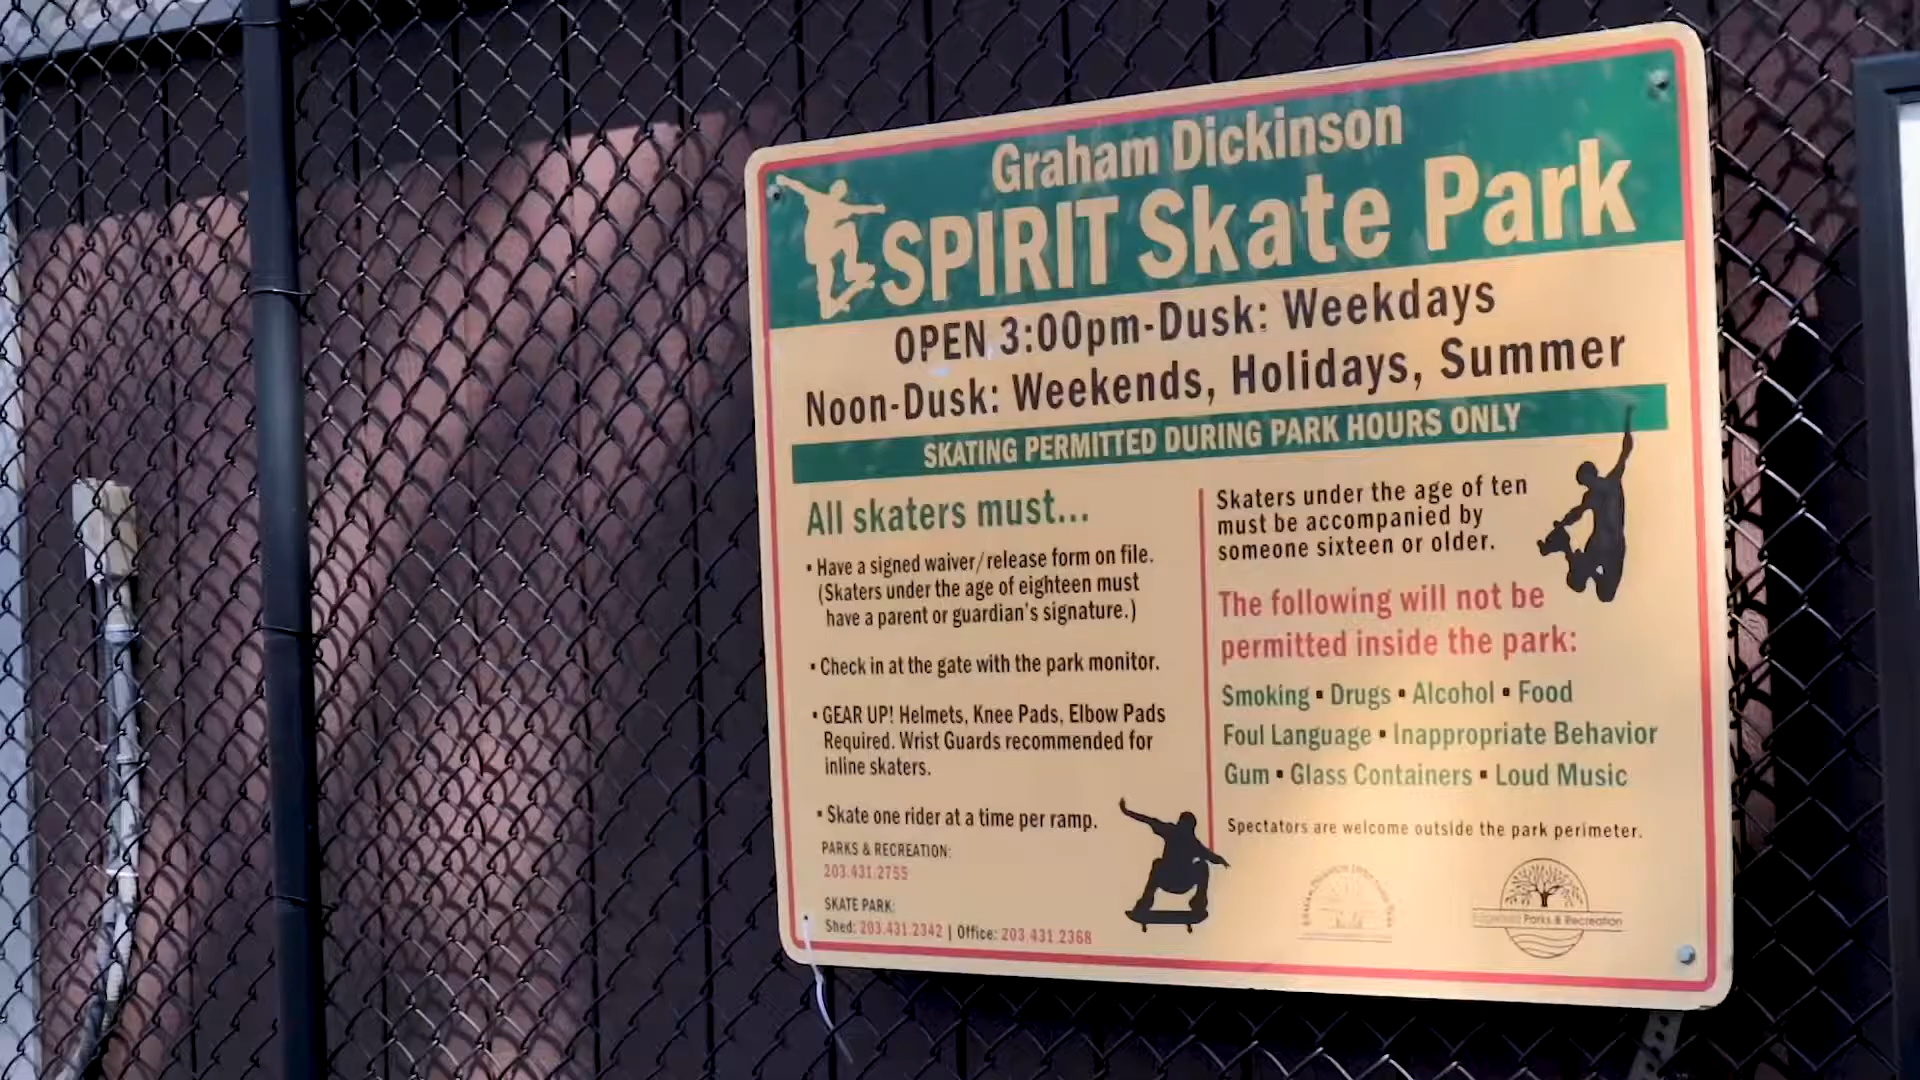 Graham Dickinson
SPIRIT Skate Park
OPEN 3:00pm-Dusk: Weekdays
Noon-Dusk: Weekends, Holidays, Summer
SKATING PERMITTED DURING PARK HOURS ONLY
All skaters must...
▪ Have a signed waiver/release form on file.
(Skaters under the age of eighteen must
have a parent or guardian's signature.)
▪ Check in at the gate with the park monitor.
▪ GEAR UP! Helmets, Knee Pads, Elbow Pads
Required. Wrist Guards recommended for
inline skaters.
▪ Skate one rider at a time per ramp.
PARKS & RECREATION:
203.431.2755
SKATE PARK:
Shed: 203.431.2342 | Office: 203.431.2368
Skaters under the age of ten
must be accompanied by
someone sixteen or older.
The following will not be
permitted inside the park:
Smoking ▪ Drugs ▪ Alcohol ▪ Food
Foul Language ▪ Inappropriate Behavior
Gum ▪ Glass Containers ▪ Loud Music
Spectators are welcome outside the park perimeter.
Parks & Recreation